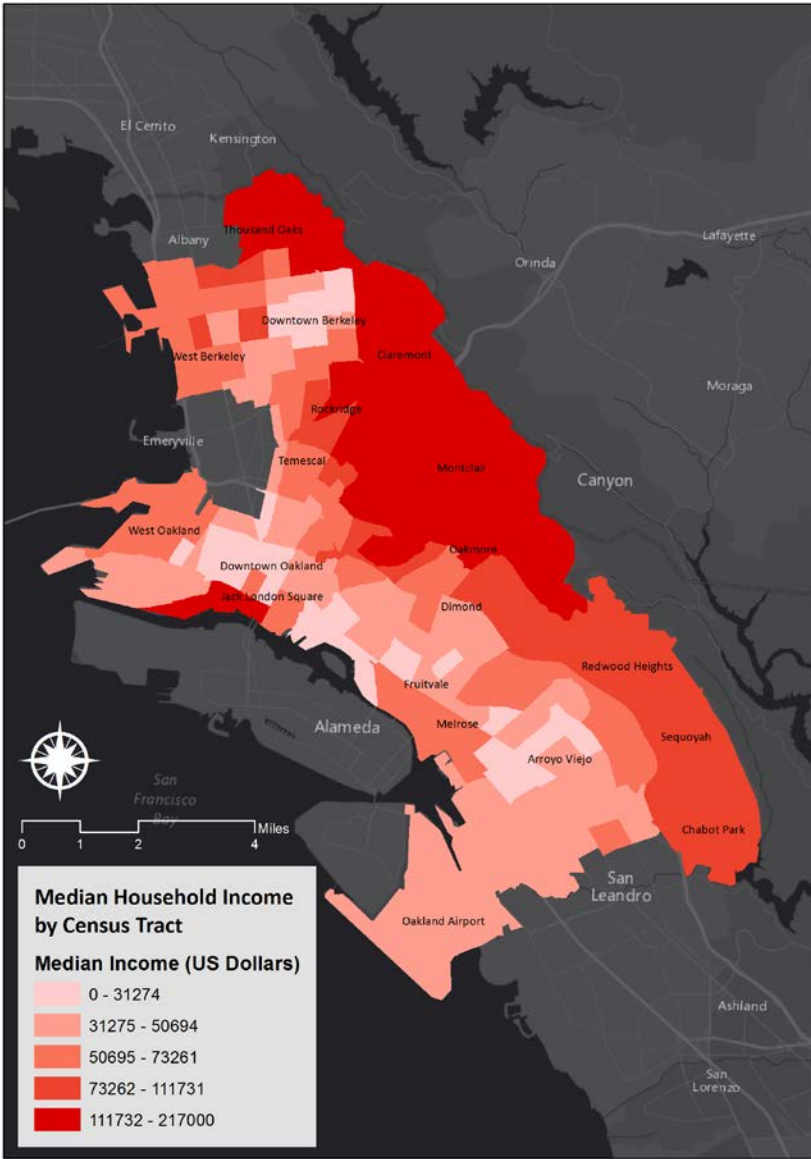 El Cerrito
Kensington
Thousand Oaks
Albany
Lafayette
Orinda
Downtown Berkeley
West Berkeley
Claremont
Moraga
Rockridge
Emeryville
Temescal
Montclair
Canyon
West Oakland
Oakmore
Downtown Oakland
Jack London Square
Dimond
Redwood Heights
Fruitvale
Alameda
Melrose
Sequoyah
Arroyo Viejo
San
Francisco
Bay
0 1 2 4 Miles
Chabot Park
San
Leandro
Oakland Airport
Median Household Income
by Census Tract
Median Income (US Dollars)
0 - 31274
31275 - 50694
50695 - 73261
73262 - 111731
111732 - 217000
Ashland
San
Lorenzo